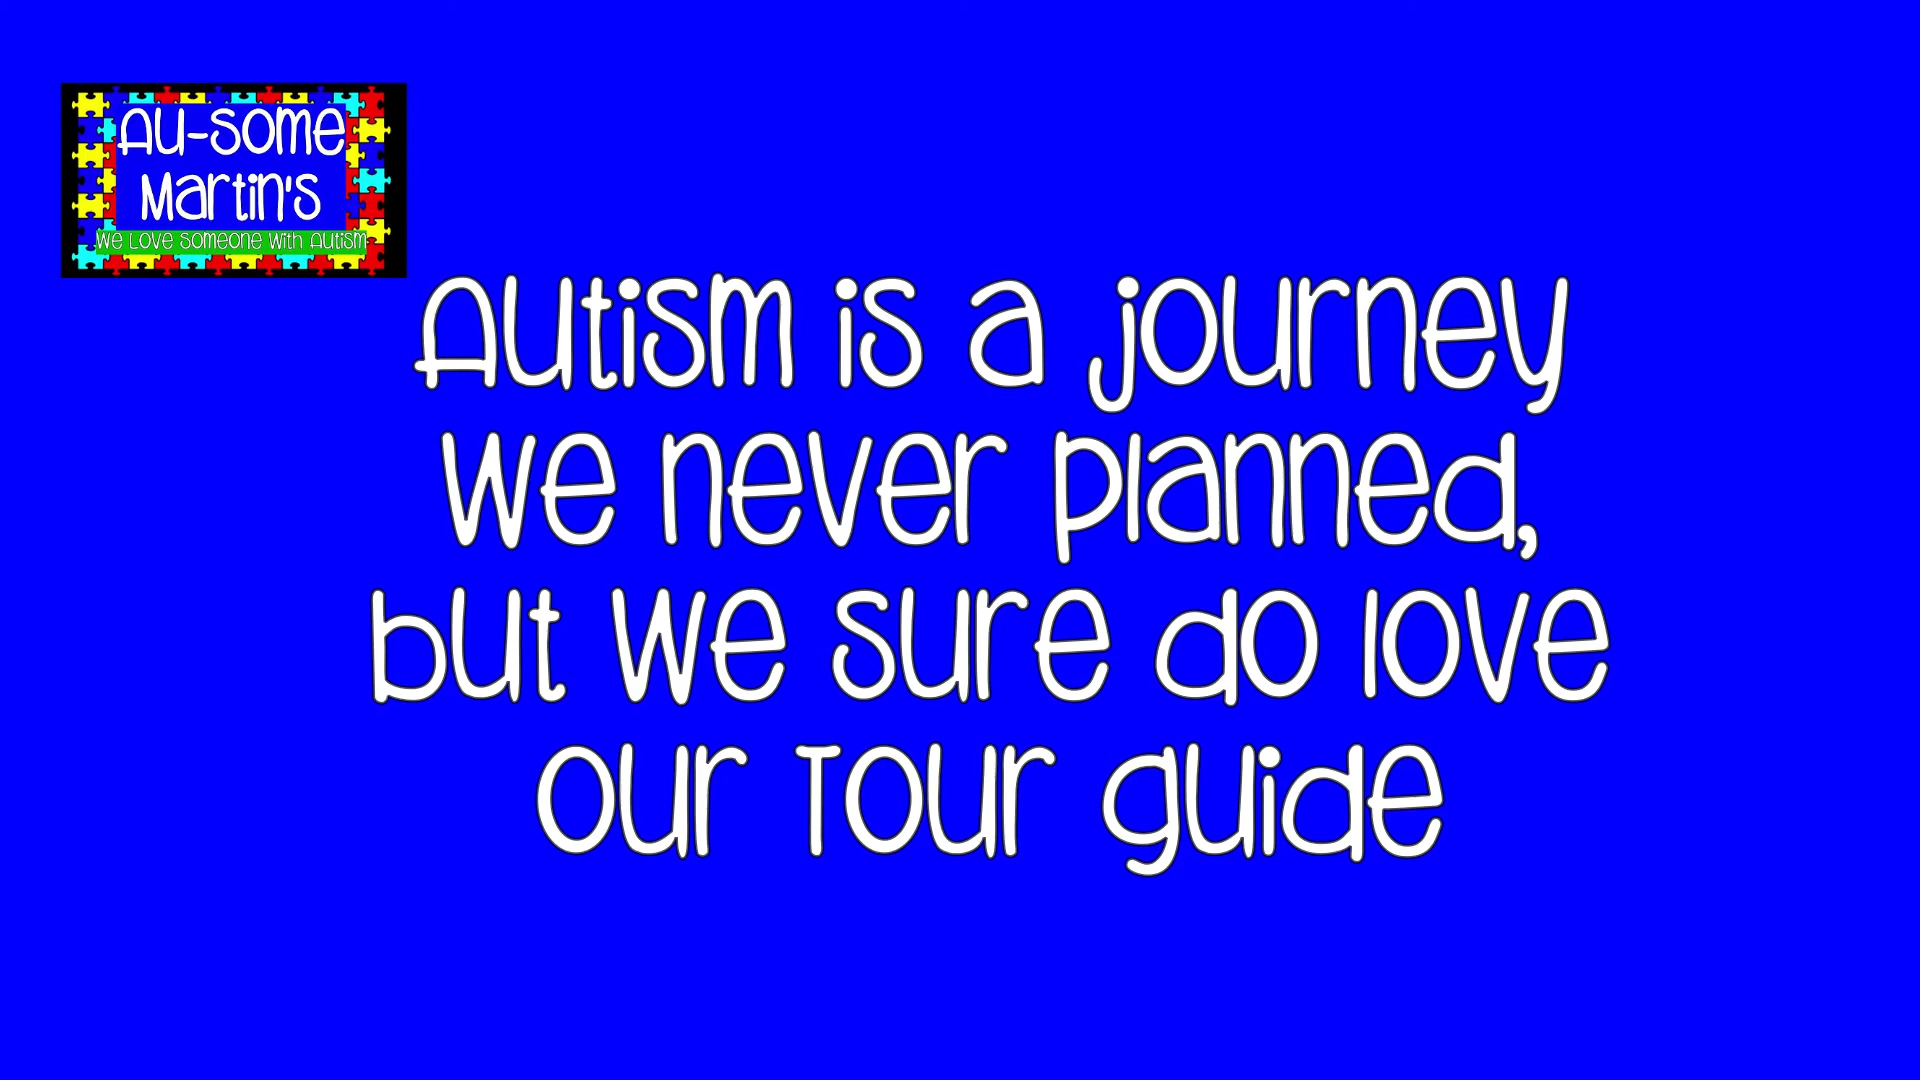 Au-some
Martin's
We Love Someone With Autism
Autism is a journey
we never planned,
but we sure do love
our Tour guide